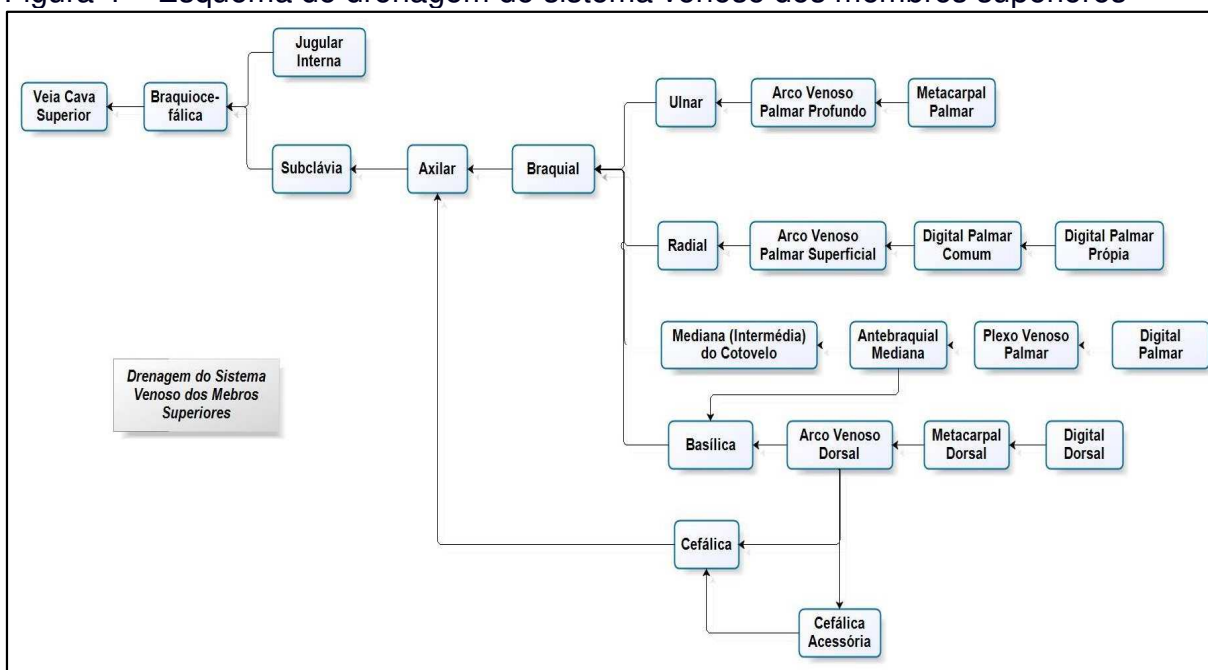 Figura 4 – Esquema de drenagem do sistema venoso dos membros superiores
Jugular
Interna
Veia Cava
Superior
Braquioce-
fálica
Subclávia
Axilar
Braquial
Ulnar
Arco Venoso
Palmar Profundo
Metacarpal
Palmar
Radial
Arco Venoso
Palmar Superficial
Digital Palmar
Comum
Digital Palmar
Própia
Mediana (Intermédia)
do Cotovelo
Antebraquial
Mediana
Plexo Venoso
Palmar
Digital
Palmar
Drenagem do Sistema
Venoso dos Mebros
Superiores
Basílica
Arco Venoso
Dorsal
Metacarpal
Dorsal
Digital
Dorsal
Cefálica
Cefálica
Acessória